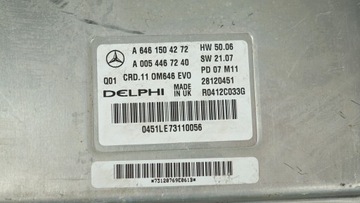 A 646 150 42 72 HW 50.06
A 005 446 72 40 SW 21.07
Q01 CRD.11 OM646 EVO PD 07 M11
DELPHI MADE IN UK 28120451
R0412C033G
0451LE73110056